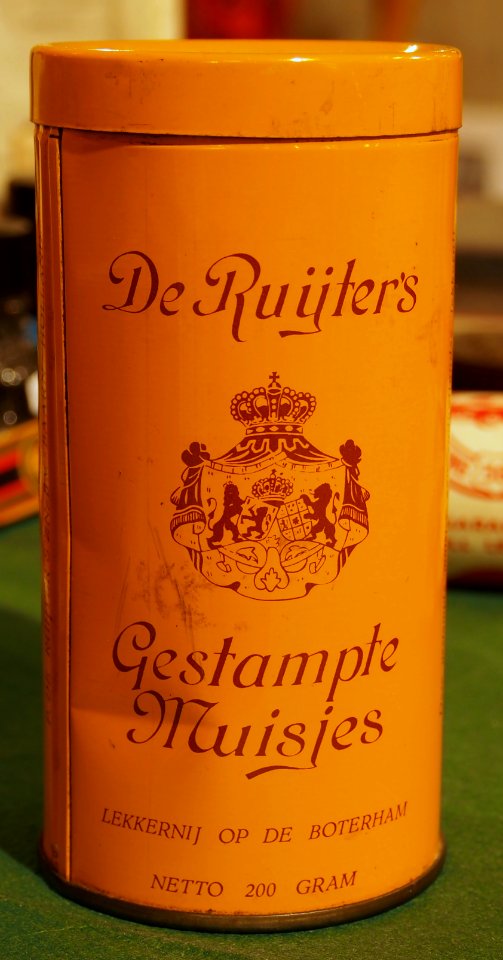 De Ruijter's
Gestampte
Muisjes
LEKKERNIJ OP DE BOTERHAM
NETTO 200 GRAM